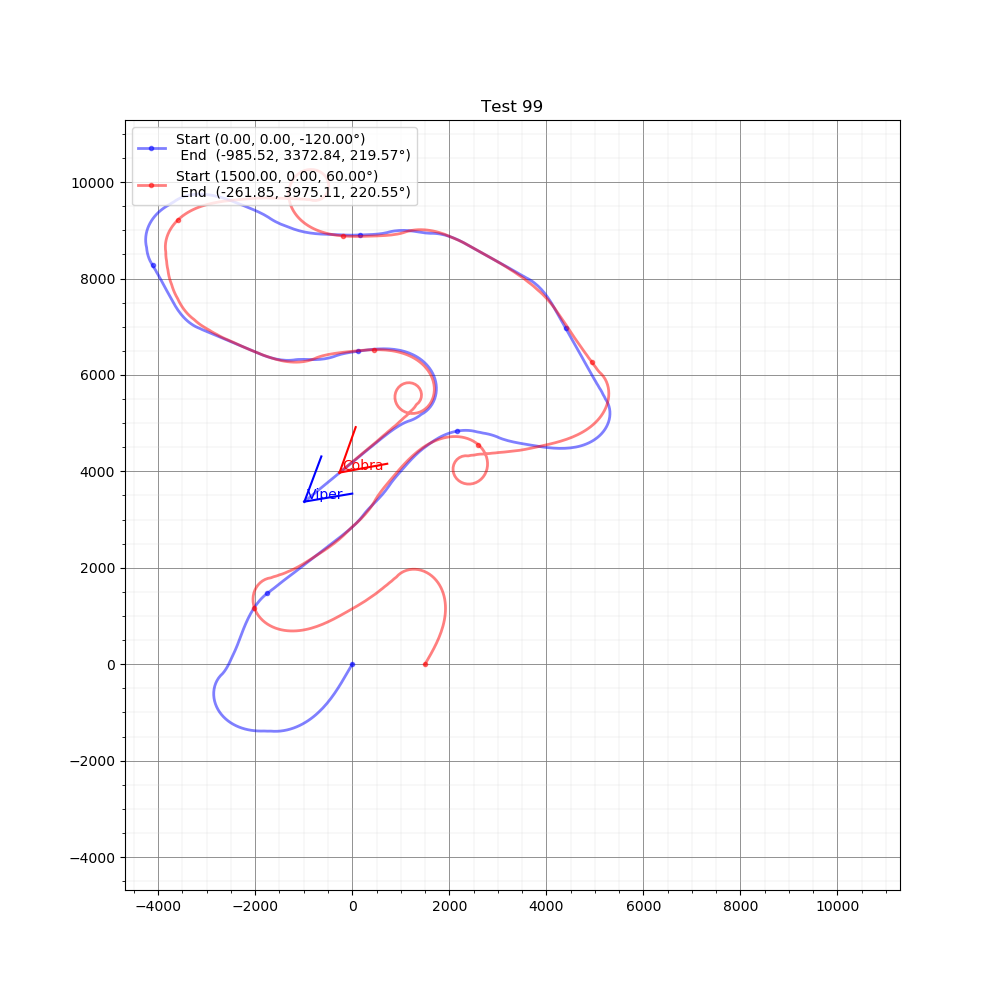 Test 99
Start (0.00, 0.00, -120.00°)
End  (-985.52, 3372.84, 219.57°)
Start (1500.00, 0.00, 60.00°)
End  (-261.85, 3975.11, 220.55°)
10000
8000
6000
4000
2000
0
−2000
−4000
Cobra
Viper
−4000 −2000 0 2000 4000 6000 8000 10000